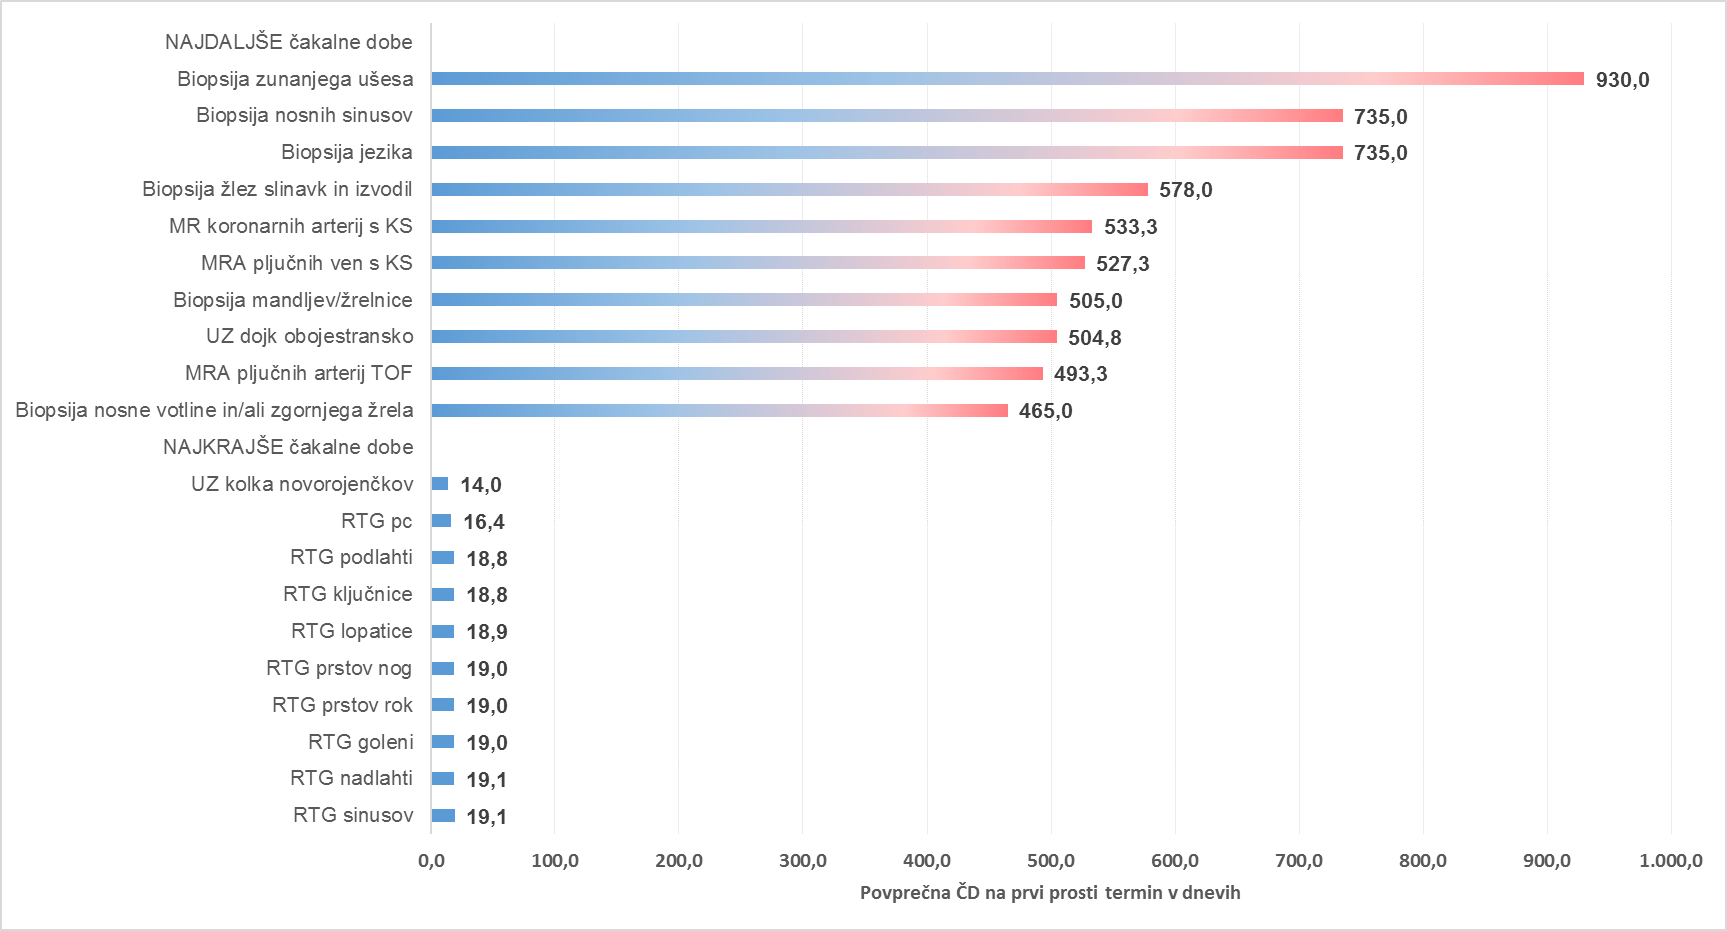 NAJDALJŠE čakalne dobe
Biopsija zunanjega ušesa 930,0
Biopsija nosnih sinusov 735,0
Biopsija jezika 735,0
Biopsija žlez slinavk in izvodil 578,0
MR koronarnih arterij s KS 533,3
MRA pljučnih ven s KS 527,3
Biopsija mandljev/žrelnice 505,0
UZ dojk obojestransko 504,8
MRA pljučnih arterij TOF 493,3
Biopsija nosne votline in/ali zgornjega žrela 465,0
NAJKRAJŠE čakalne dobe
UZ kolka novorojenčkov 14,0
RTG pc 16,4
RTG podlahti 18,8
RTG ključnice 18,8
RTG lopatice 18,9
RTG prstov nog 19,0
RTG prstov rok 19,0
RTG goleni 19,0
RTG nadlahti 19,1
RTG sinusov 19,1
0,0 100,0 200,0 300,0 400,0 500,0 600,0 700,0 800,0 900,0 1.000,0
Povprečna ČD na prvi prosti termin v dnevih